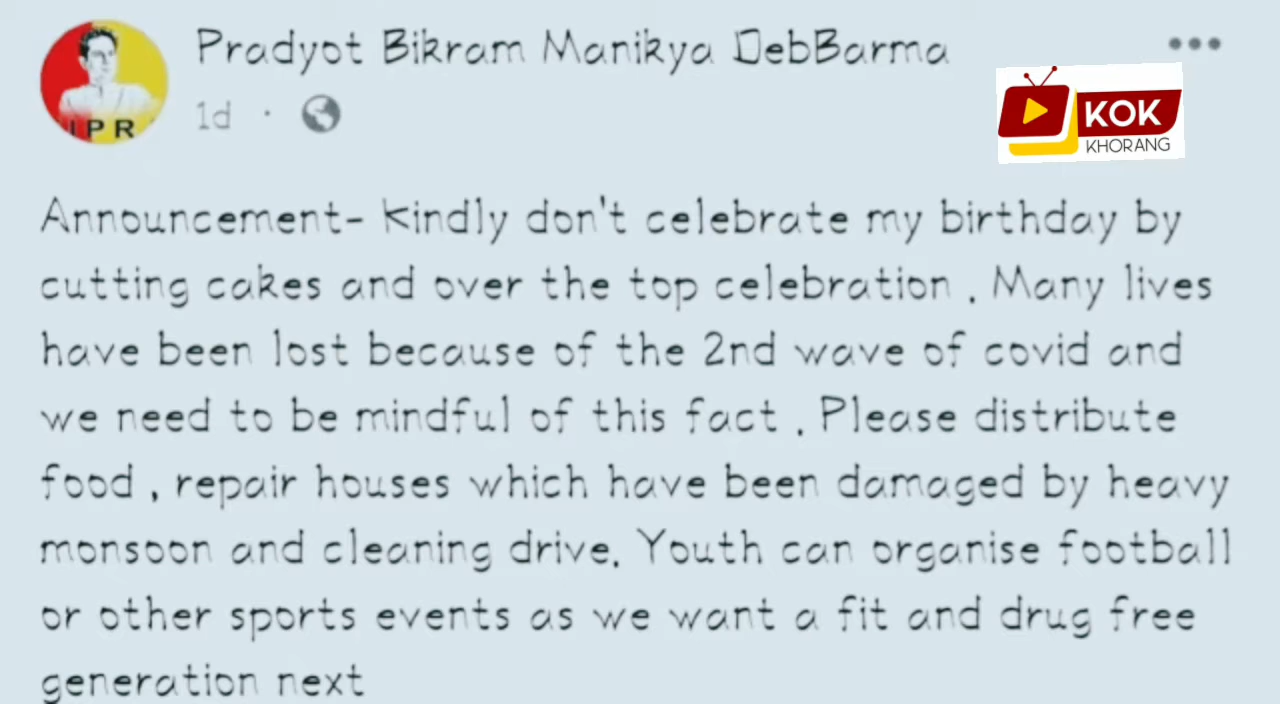 Pradyot Bikram Manikya DebBarma
1d ·
IPR
KOK
KHORANG
Announcement- Kindly don't celebrate my birthday by
cutting cakes and over the top celebration . Many lives
have been lost because of the 2nd wave of covid and
we need to be mindful of this fact . Please distribute
food , repair houses which have been damaged by heavy
monsoon and cleaning drive. Youth can organise football
or other sports events as we want a fit and drug free
generation next